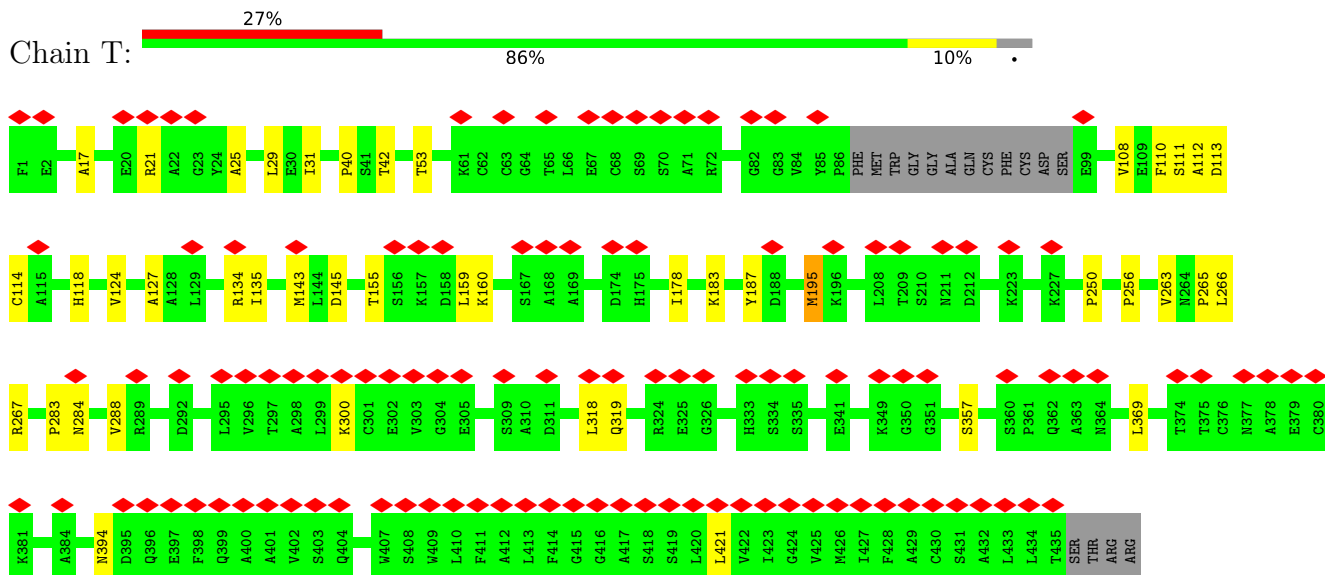 27%
Chain T:
86%
10%
•
F1 E2 A17 E20 R21 A22 G23 Y24 A25 L29 E30 I31 P40 S41 T42 T53 K61 C62 C63 G64 T65 L66 E67 C68 S69 S70 A71 R72 G82 G83 V84 Y85 P86 PHE MET TRP GLY GLY ALA GLN CYS PHE CYS ASP SER E99 V108 E109 F110 S111 A112 D113
C114 A115 H118 V124 A127 A128 L129 R134 I135 M143 L144 D145 T155 S156 K157 D158 L159 K160 S167 A168 A169 D174 H175 I178 K183 Y187 D188 M195 K196 L208 T209 S210 N211 D212 K223 K227 P250 P256 V263 N264 P265 L266
R267 P283 N284 V288 R289 D292 L295 V296 T297 A298 L299 K300 C301 E302 V303 G304 E305 S309 A310 D311 L318 Q319 R324 E325 G326 H333 S334 S335 E341 K349 G350 G351 S357 S360 P361 Q362 A363 N364 L369 T374 T375 C376 N377 A378 E379 C380
K381 A384 N394 D395 Q396 E397 F398 Q399 A400 A401 V402 S403 Q404 W407 S408 W409 L410 F411 A412 L413 F414 G415 G416 A417 S418 S419 L420 L421 V422 I423 G424 V425 M426 I427 F428 A429 C430 S431 A432 L433 L434 T435 SER THR ARG ARG